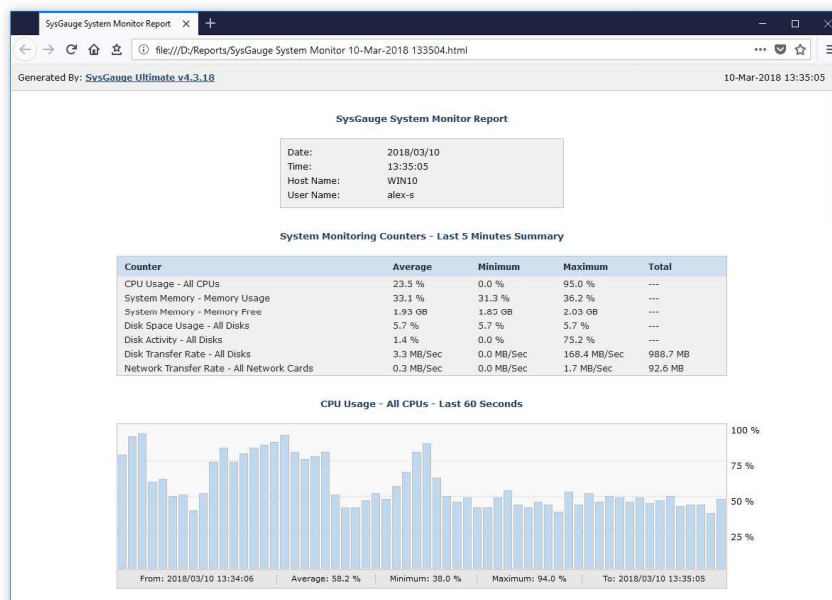 SysGauge System Monitor Report
file:///D:/Reports/SysGauge System Monitor 10-Mar-2018 133504.html
Generated By: SysGauge Ultimate v4.3.18 10-Mar-2018 13:35:05
SysGauge System Monitor Report
Date: 2018/03/10
Time: 13:35:05
Host Name: WIN10
User Name: alex-s
System Monitoring Counters - Last 5 Minutes Summary
Counter Average Minimum Maximum Total
CPU Usage - All CPUs 23.5 % 0.0 % 95.0 % ---
System Memory - Memory Usage 33.1 % 31.3 % 36.2 % ---
System Memory - Memory Free 1.93 GB 1.85 GB 2.03 GB ---
Disk Space Usage - All Disks 5.7 % 5.7 % 5.7 % ---
Disk Activity - All Disks 1.4 % 0.0 % 75.2 % ---
Disk Transfer Rate - All Disks 3.3 MB/Sec 0.0 MB/Sec 168.4 MB/Sec 988.7 MB
Network Transfer Rate - All Network Cards 0.3 MB/Sec 0.0 MB/Sec 1.7 MB/Sec 92.6 MB
CPU Usage - All CPUs - Last 60 Seconds
100 %
75 %
50 %
25 %
From: 2018/03/10 13:34:06 Average: 58.2 % Minimum: 38.0 % Maximum: 94.0 % To: 2018/03/10 13:35:05